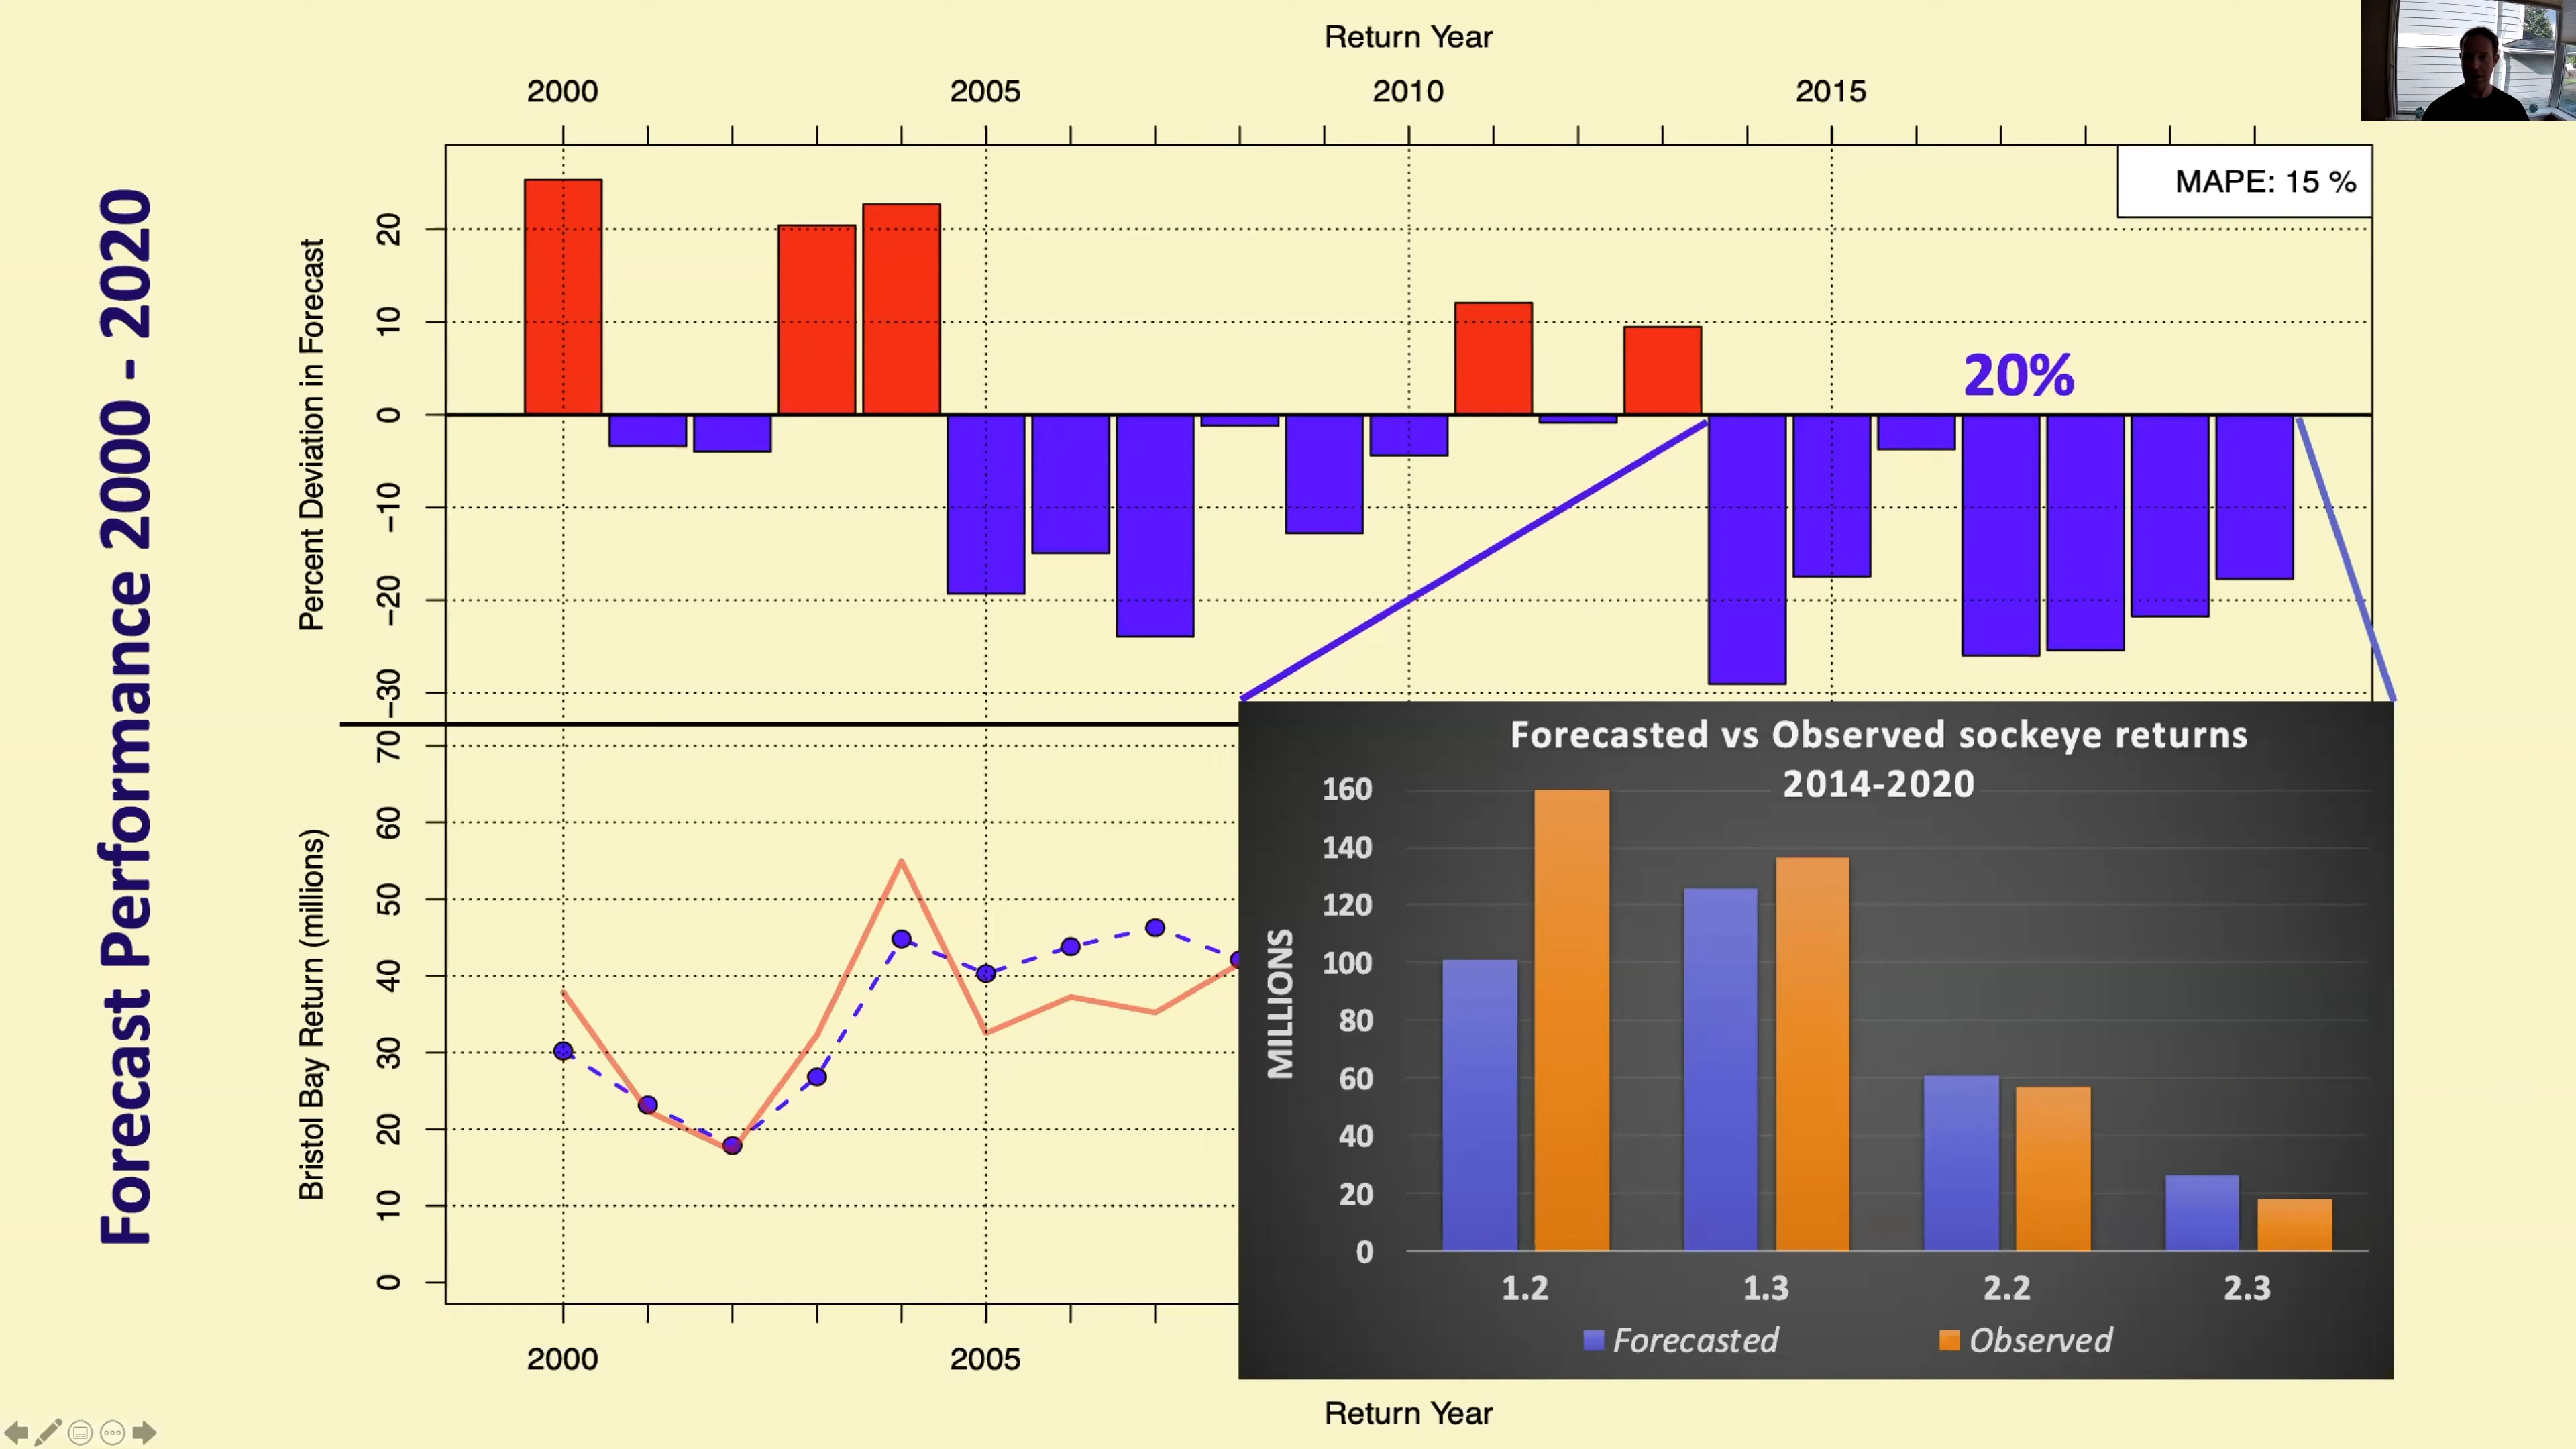 Forecast Performance 2000 - 2020
Return Year
2000 2005 2010 2015
MAPE: 15 %
Percent Deviation in Forecast
20
10
0
−10
−20
−30
20%
Bristol Bay Return (millions)
70
60
50
40
30
20
10
0
2000 2005
Return Year
Forecasted vs Observed sockeye returns
2014-2020
MILLIONS
160
140
120
100
80
60
40
20
0
1.2 1.3 2.2 2.3
Forecasted Observed